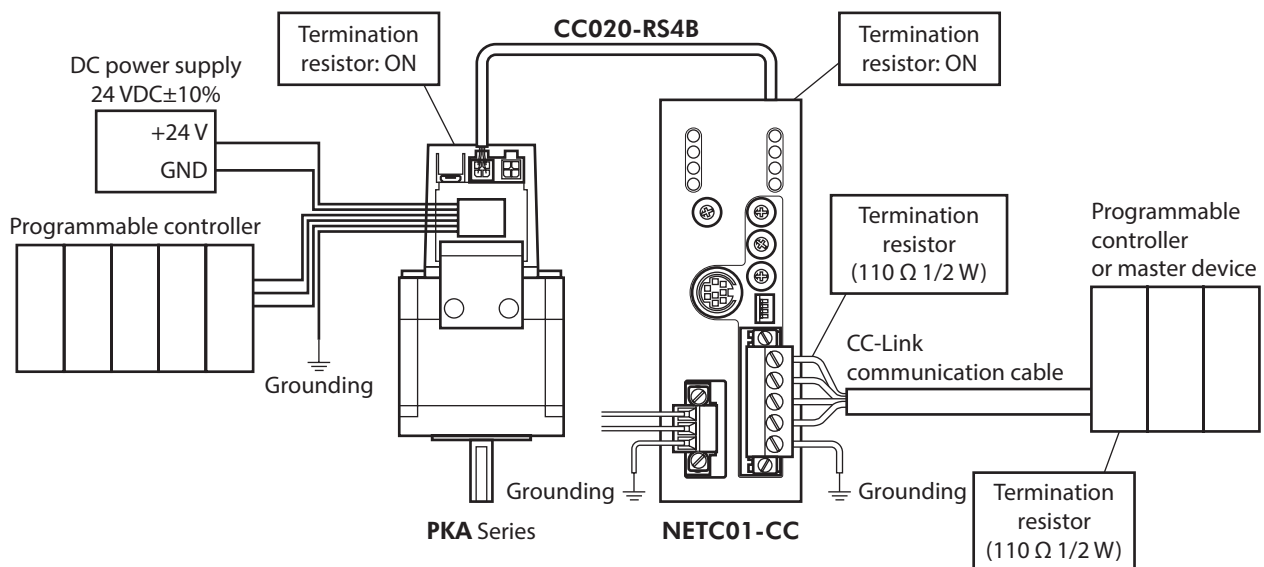 Termination
resistor: ON
CC020-RS4B
Termination
resistor: ON
DC power supply
24 VDC±10%
+24 V
GND
Programmable controller
Grounding
Termination
resistor
(110 Ω 1/2 W)
Programmable
controller
or master device
CC-Link
communication cable
Grounding
Grounding
Termination
resistor
(110 Ω 1/2 W)
PKA Series
NETC01-CC